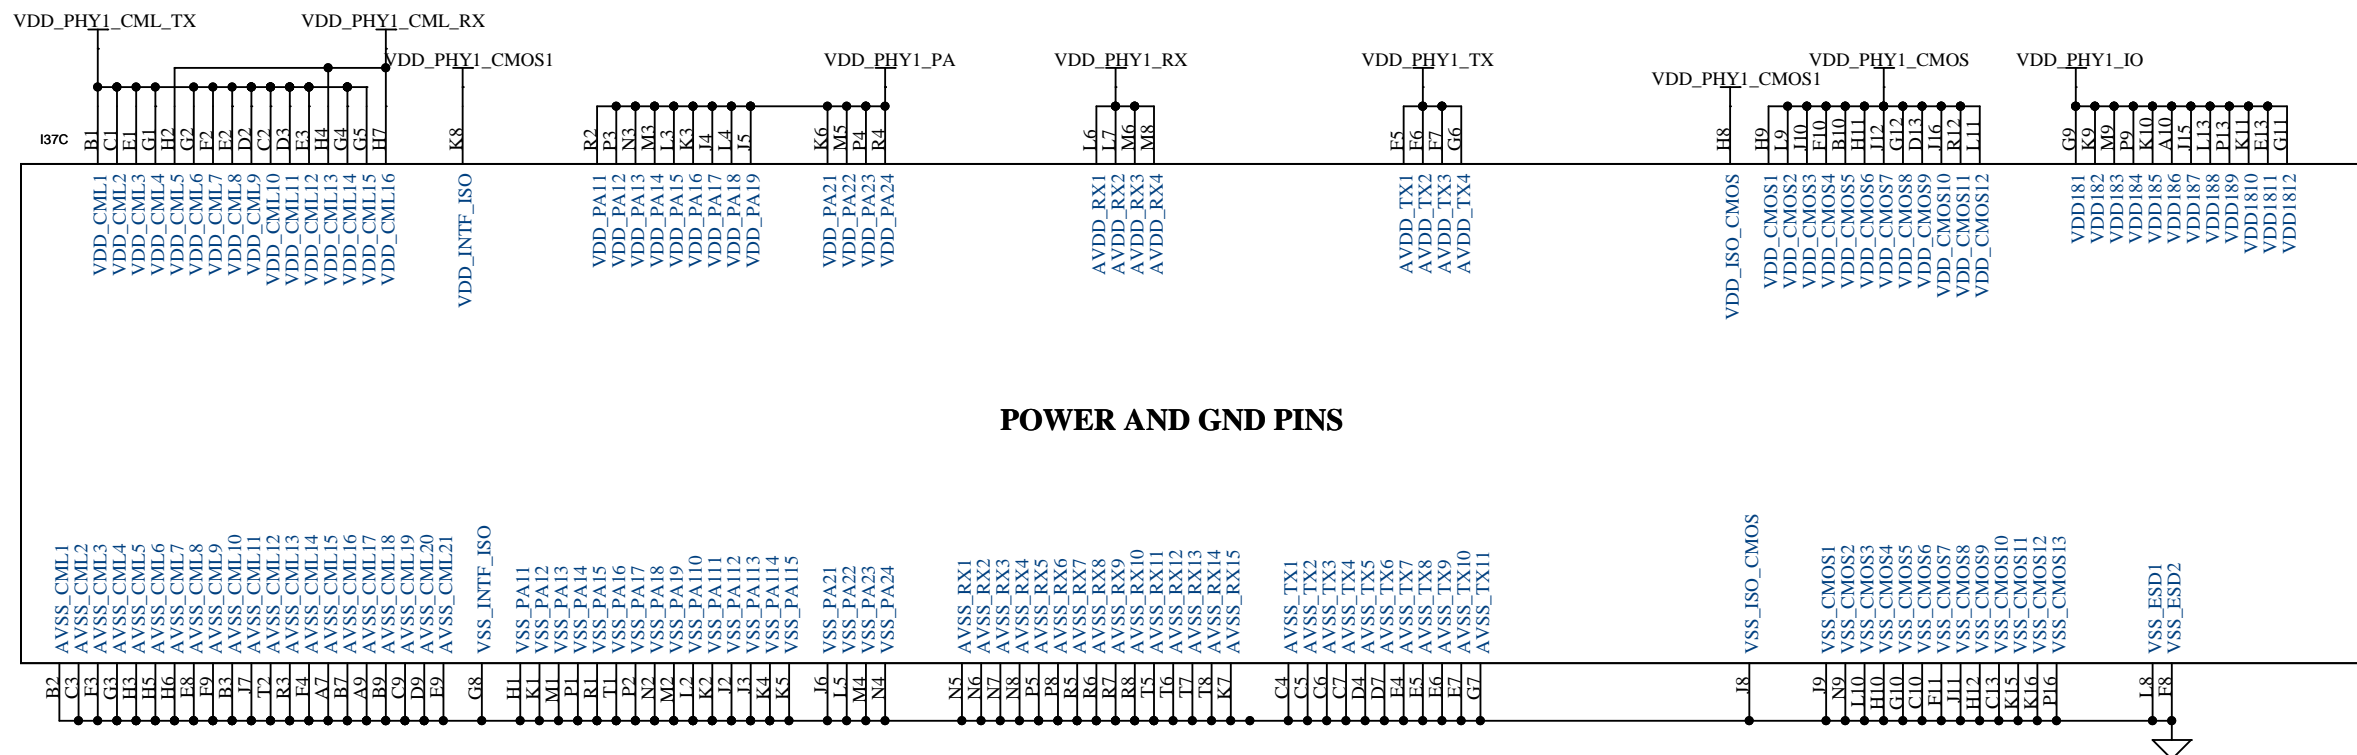 VDD_PHY1_CML_TX
VDD_PHY1_CML_RX
VDD_PHY1_CMOS1
VDD_PHY1_PA
VDD_PHY1_RX
VDD_PHY1_TX
VDD_PHY1_CMOS1
VDD_PHY1_CMOS
VDD_PHY1_IO
I37C
B1
C1
E1
G1
H2
G2
F2
E2
D2
C2
D3
E3
H4
G4
G5
H7
K8
R2
P3
N3
M3
L3
K3
J4
L4
J5
K6
M5
P4
R4
L6
L7
M6
M8
F5
F6
F7
G6
H8
H9
L9
J10
F10
B10
H11
J12
G12
D13
J16
R12
L11
G9
K9
M9
P9
K10
A10
J15
L13
P13
K11
E13
G11
VDD_CML1
VDD_CML2
VDD_CML3
VDD_CML4
VDD_CML5
VDD_CML6
VDD_CML7
VDD_CML8
VDD_CML9
VDD_CML10
VDD_CML11
VDD_CML12
VDD_CML13
VDD_CML14
VDD_CML15
VDD_CML16
VDD_INTF_ISO
VDD_PA11
VDD_PA12
VDD_PA13
VDD_PA14
VDD_PA15
VDD_PA16
VDD_PA17
VDD_PA18
VDD_PA19
VDD_PA21
VDD_PA22
VDD_PA23
VDD_PA24
AVDD_RX1
AVDD_RX2
AVDD_RX3
AVDD_RX4
AVDD_TX1
AVDD_TX2
AVDD_TX3
AVDD_TX4
VDD_ISO_CMOS
VDD_CMOS1
VDD_CMOS2
VDD_CMOS3
VDD_CMOS4
VDD_CMOS5
VDD_CMOS6
VDD_CMOS7
VDD_CMOS8
VDD_CMOS9
VDD_CMOS10
VDD_CMOS11
VDD_CMOS12
VDD181
VDD182
VDD183
VDD184
VDD185
VDD186
VDD187
VDD188
VDD189
VDD1810
VDD1811
VDD1812
POWER AND GND PINS
AVSS_CML1
AVSS_CML2
AVSS_CML3
AVSS_CML4
AVSS_CML5
AVSS_CML6
AVSS_CML7
AVSS_CML8
AVSS_CML9
AVSS_CML10
AVSS_CML11
AVSS_CML12
AVSS_CML13
AVSS_CML14
AVSS_CML15
AVSS_CML16
AVSS_CML17
AVSS_CML18
AVSS_CML19
AVSS_CML20
AVSS_CML21
VSS_INTF_ISO
VSS_PA11
VSS_PA12
VSS_PA13
VSS_PA14
VSS_PA15
VSS_PA16
VSS_PA17
VSS_PA18
VSS_PA19
VSS_PA110
VSS_PA111
VSS_PA112
VSS_PA113
VSS_PA114
VSS_PA115
VSS_PA21
VSS_PA22
VSS_PA23
VSS_PA24
AVSS_RX1
AVSS_RX2
AVSS_RX3
AVSS_RX4
AVSS_RX5
AVSS_RX6
AVSS_RX7
AVSS_RX8
AVSS_RX9
AVSS_RX10
AVSS_RX11
AVSS_RX12
AVSS_RX13
AVSS_RX14
AVSS_RX15
AVSS_TX1
AVSS_TX2
AVSS_TX3
AVSS_TX4
AVSS_TX5
AVSS_TX6
AVSS_TX7
AVSS_TX8
AVSS_TX9
AVSS_TX10
AVSS_TX11
VSS_ISO_CMOS
VSS_CMOS1
VSS_CMOS2
VSS_CMOS3
VSS_CMOS4
VSS_CMOS5
VSS_CMOS6
VSS_CMOS7
VSS_CMOS8
VSS_CMOS9
VSS_CMOS10
VSS_CMOS11
VSS_CMOS12
VSS_CMOS13
VSS_ESD1
VSS_ESD2
B2
C3
F3
G3
H3
H5
H6
E8
F9
B3
J7
T2
R3
F4
A7
B7
A9
B9
C9
D9
E9
G8
H1
K1
M1
P1
R1
T1
P2
N2
M2
L2
K2
J2
J3
K4
K5
J6
L5
M4
N4
N5
N6
N7
N8
P5
P8
R5
R6
R7
R8
T5
T6
T7
T8
K7
C4
C5
C6
C7
D4
D7
E4
E5
E6
E7
G7
J8
J9
N9
L10
H10
G10
C10
F11
J11
H12
C13
K15
K16
P16
L8
F8